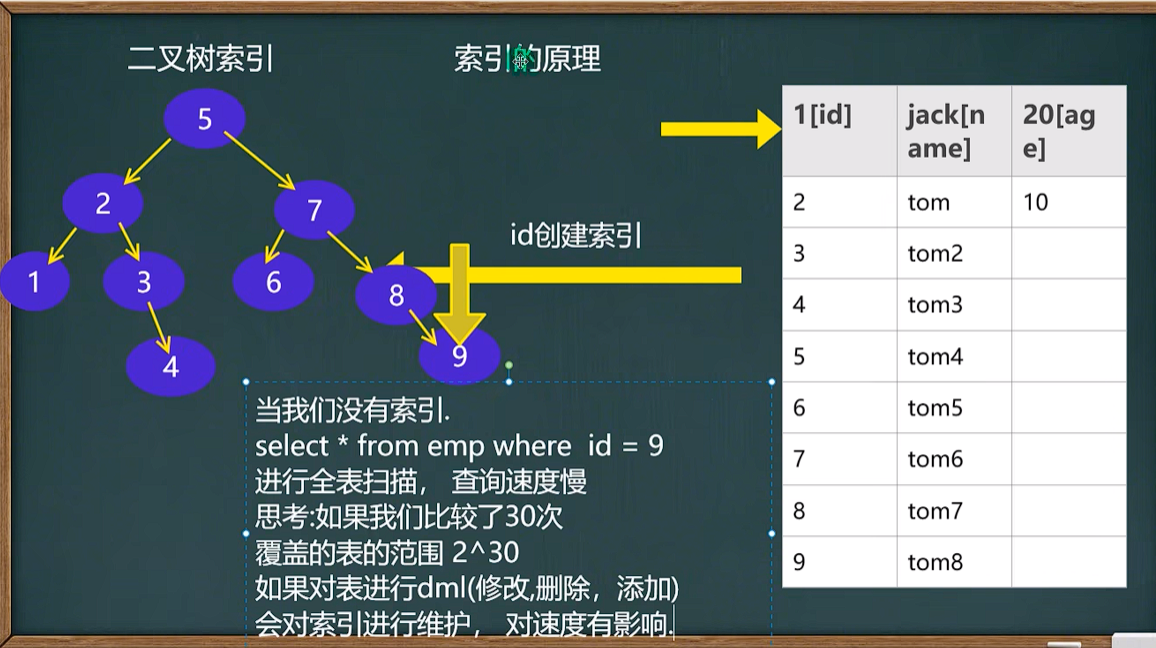 二叉树索引
索引的原理
5
2
7
1
3
6
8
4
9
id创建索引
当我们没有索引.
select * from emp where id = 9
进行全表扫描， 查询速度慢
思考:如果我们比较了30次
覆盖的表的范围 2^30
如果对表进行dml(修改,删除，添加)
会对索引进行维护， 对速度有影响.
1[id] jack[n 20[ag
ame] e]
2 tom 10
3 tom2
4 tom3
5 tom4
6 tom5
7 tom6
8 tom7
9 tom8